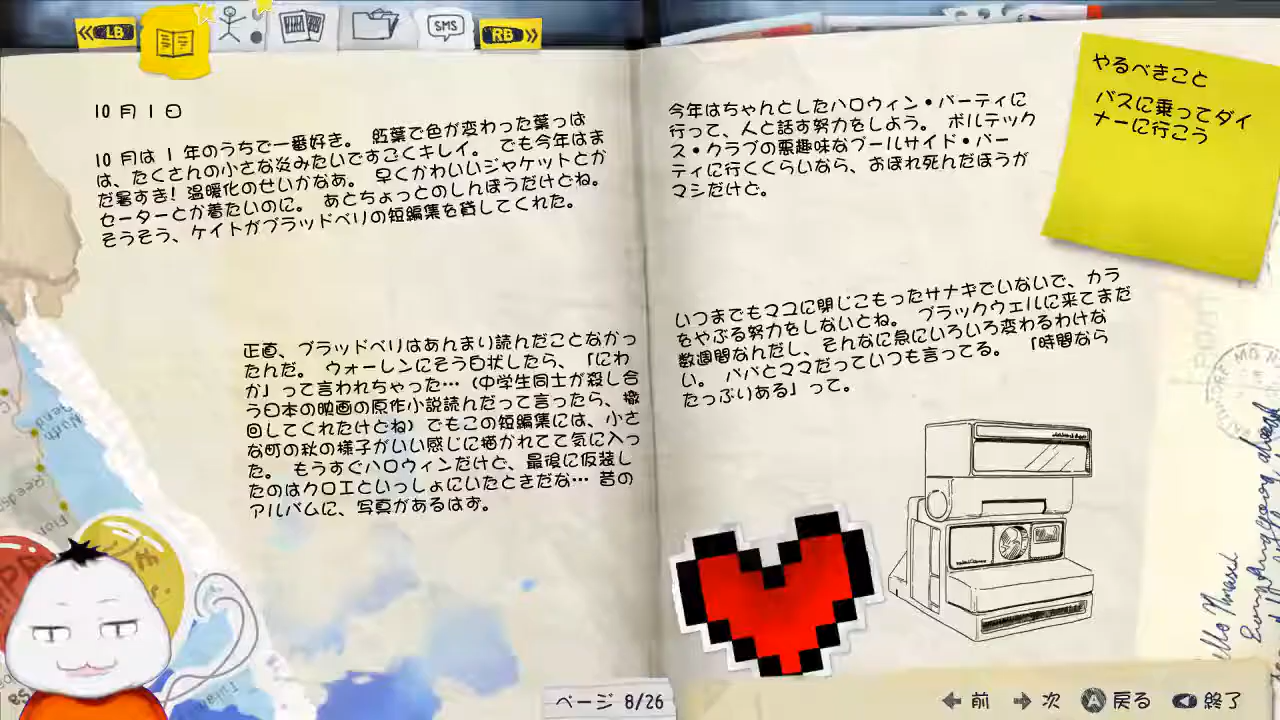 LB
SMS
RB
10月1日
10月は1年のうちで一番好き。 紅葉で色が変わった葉っぱ
は、たくさんの小さな炎みたいですごくキレイ。 でも今年はま
だ暑すぎ! 温暖化のせいかなあ。 早くかわいいジャケットとか
セーターとか着たいのに。 あとちょっとのしんぼうだけどね。
そうそう、ケイトがブラッドベリの短編集を貸してくれた。
正直、ブラッドベリはあんまり読んだことなかっ
たんだ。 ウォーレンにそう白状したら、「にわ
か」って言われちゃった…(中学生同士が殺し合
う日本の映画の原作小説読んだって言ったら、撤
回してくれたけどね)でもこの短編集には、小さ
な町の秋の様子がいい感じに描かれてて気に入っ
た。 もうすぐハロウィンだけど、最後に仮装し
たのはクロエといっしょにいたときだな…昔の
アルバムに、写真があるはず。
今年はちゃんとしたハロウィン・パーティに
行って、人と話す努力をしよう。 ボルテック
ス・クラブの悪趣味なプールサイド・パー
ティに行くくらいなら、おぼれ死んだほうが
マシだけど。
いつまでもマユに閉じこもったサナギでいないで、カラ
をやぶる努力をしないとね。 ブラックウェルに来てまだ
数週間なんだし、そんなに急にいろいろ変わるわけな
い。 パパとママだっていつも言ってる。 「時間なら
たっぷりある」って。
やるべきこと
バスに乗ってダイ
ナーに行こう
ページ 8/26
前 次 A 戻る 終了